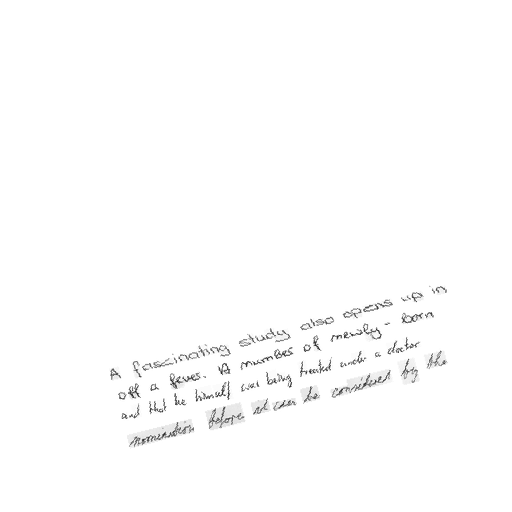 A fascinating study also opens up in
off a fever. A number of newly- born
and that he himself was being treated under a doctor
nomination before it can be considered by the